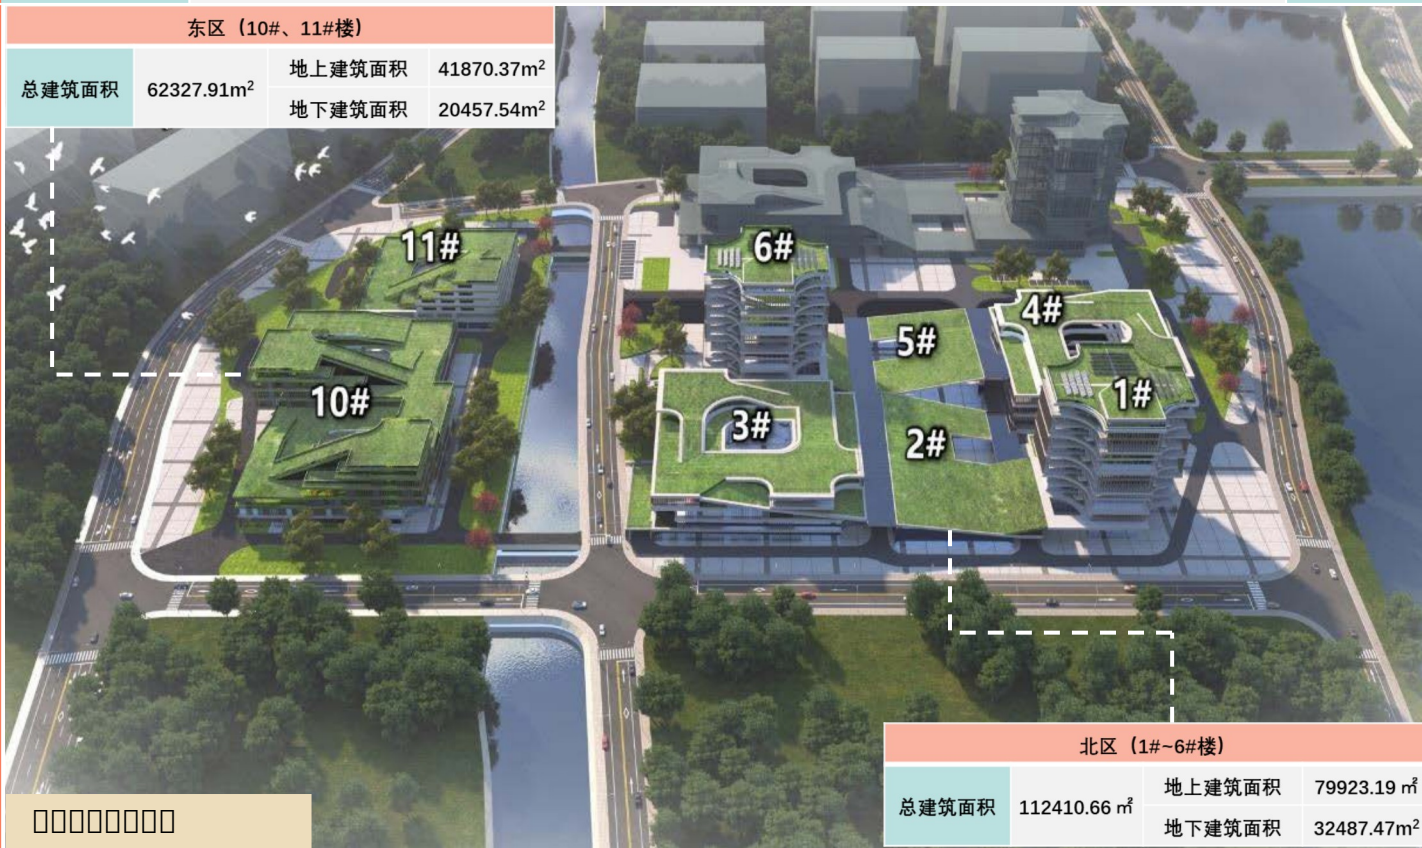 东区（10#、11#楼）
总建筑面积 62327.91m² 地上建筑面积 41870.37m²
地下建筑面积 20457.54m²
11#
6#
4#
5#
1#
10#
3#
2#
北区（1#~6#楼）
总建筑面积 112410.66㎡ 地上建筑面积 79923.19㎡
地下建筑面积 32487.47m²